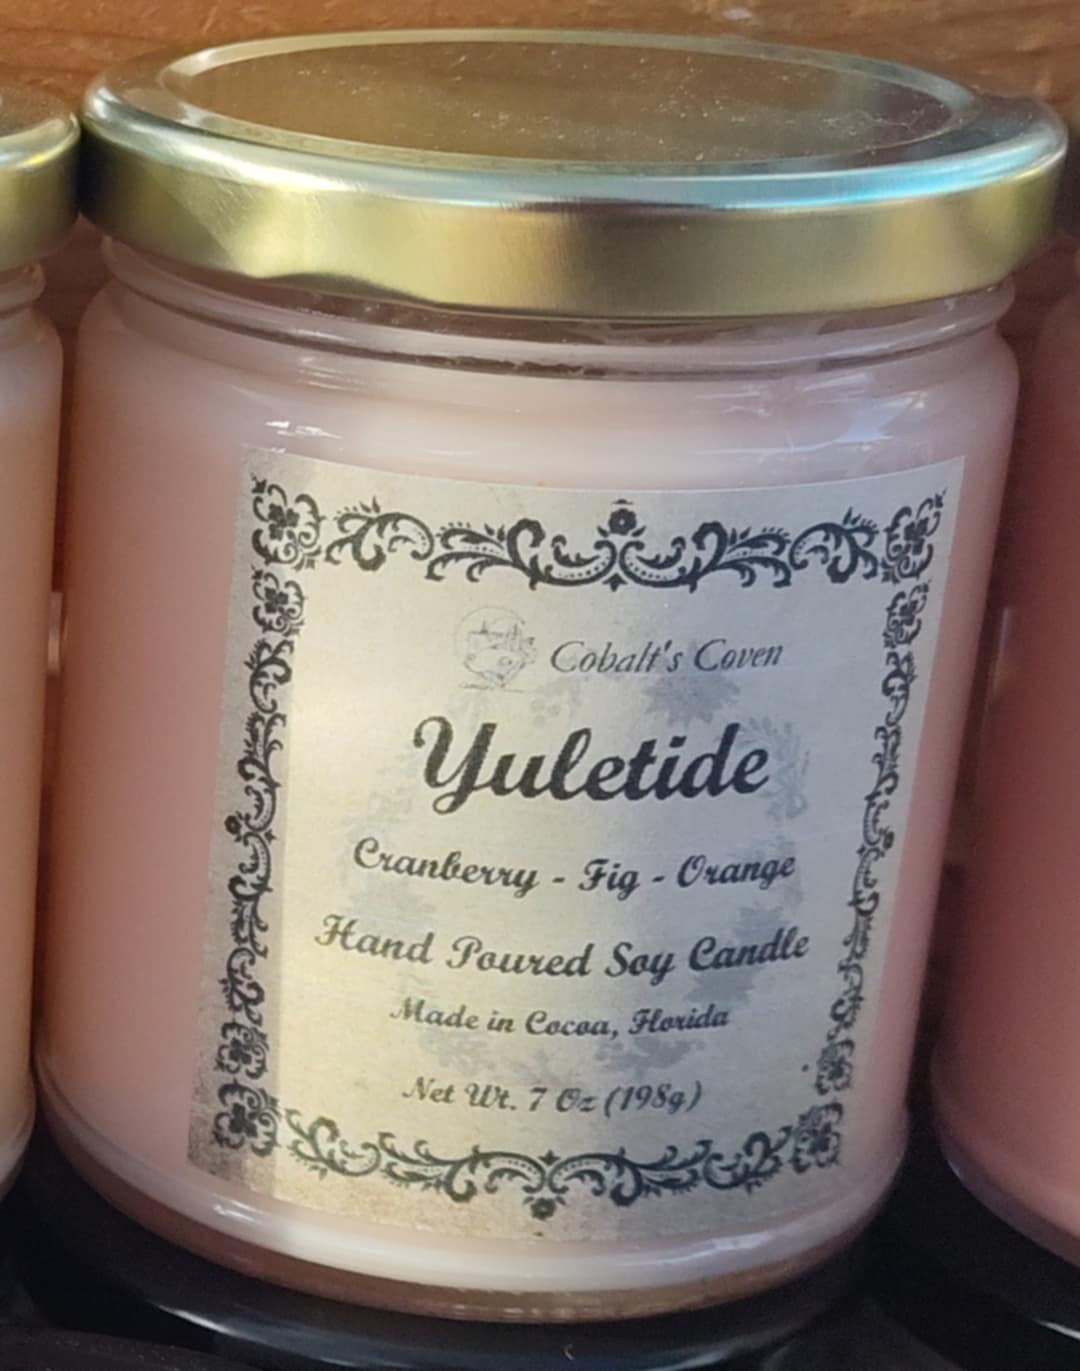 Cobalt's Coven
Yuletide
Cranberry - Fig - Orange
Hand Poured Soy Candle
Made in Cocoa, Florida
Net Wt. 7 Oz (198g)